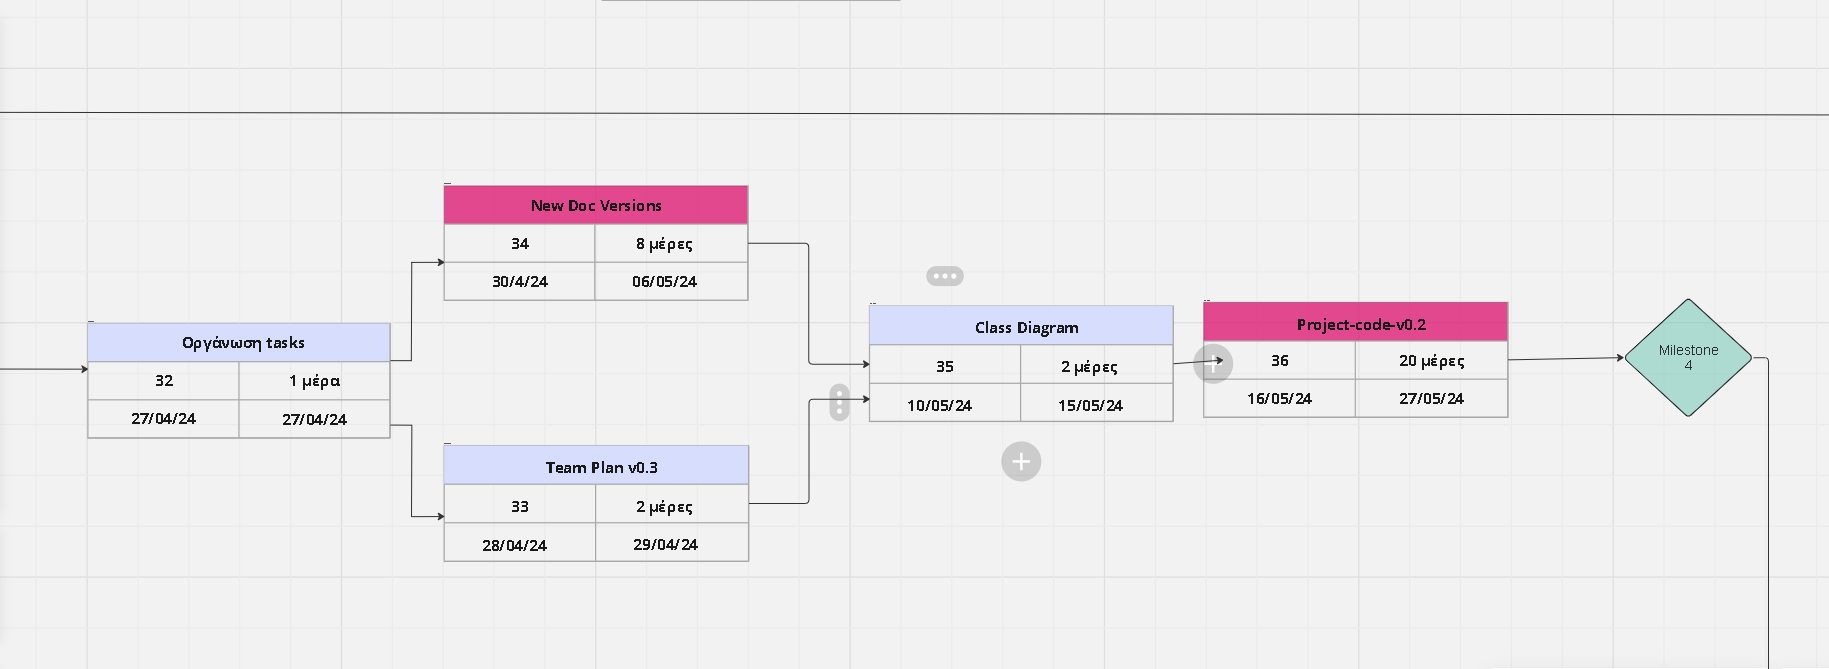 New Doc Versions
34 8 μέρες
30/4/24 06/05/24
Οργάνωση tasks
32 1 μέρα
27/04/24 27/04/24
Team Plan v0.3
33 2 μέρες
28/04/24 29/04/24
Class Diagram
35 2 μέρες
10/05/24 15/05/24
Project-code-v0.2
36 20 μέρες
16/05/24 27/05/24
Milestone
4